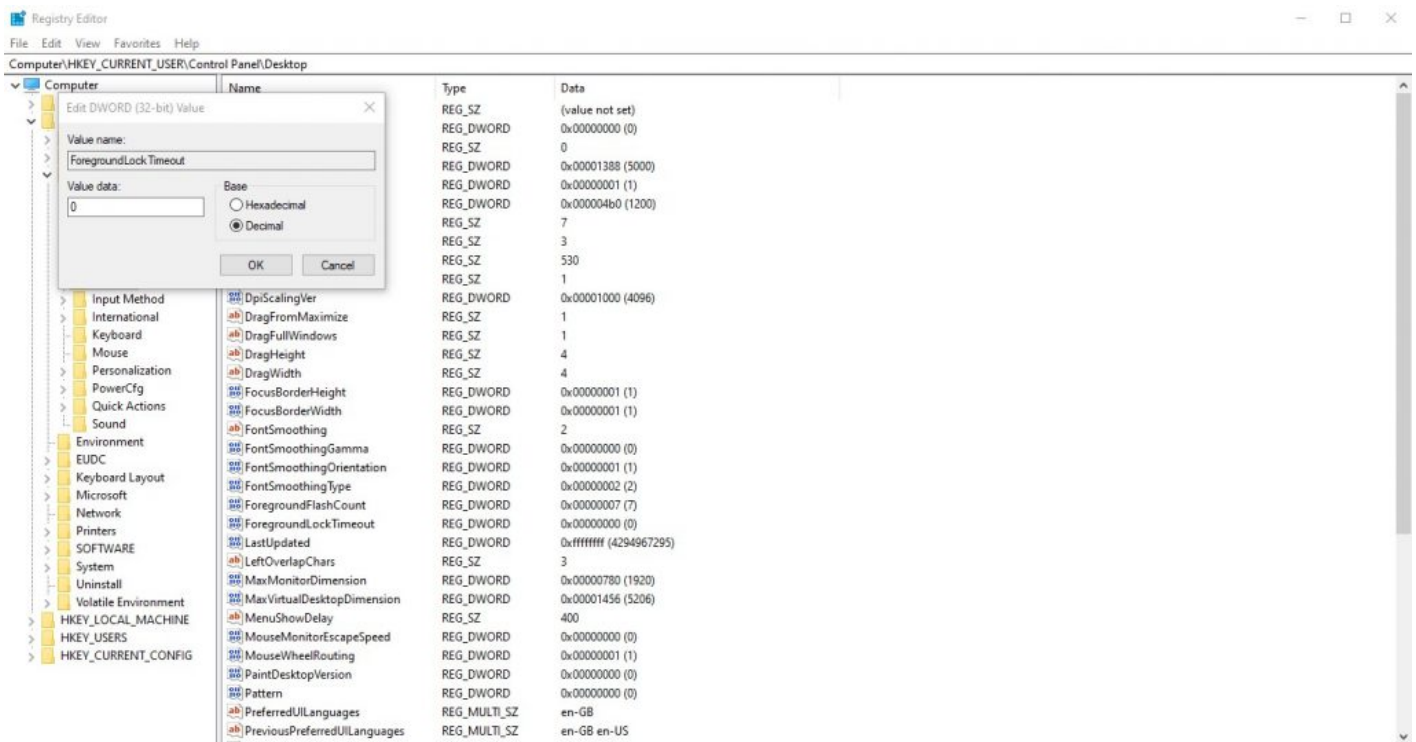 Registry Editor
File Edit View Favorites Help
Computer\HKEY_CURRENT_USER\Control Panel\Desktop
Computer
Name Type Data
Edit DWORD (32-bit) Value
Value name:
ForegroundLockTimeout
Value data:
0
Base
Hexadecimal
Decimal
OK Cancel
REG_SZ (value not set)
REG_DWORD 0x00000000 (0)
REG_SZ 0
REG_DWORD 0x00001388 (5000)
REG_DWORD 0x00000001 (1)
REG_DWORD 0x000004b0 (1200)
REG_SZ 7
REG_SZ 3
REG_SZ 530
REG_SZ 1
Input Method
International
Keyboard
Mouse
Personalization
PowerCfg
Quick Actions
Sound
Environment
EUDC
Keyboard Layout
Microsoft
Network
Printers
SOFTWARE
System
Uninstall
Volatile Environment
HKEY_LOCAL_MACHINE
HKEY_USERS
HKEY_CURRENT_CONFIG
DpiScalingVer REG_DWORD 0x00001000 (4096)
DragFromMaximize REG_SZ 1
DragFullWindows REG_SZ 1
DragHeight REG_SZ 4
DragWidth REG_SZ 4
FocusBorderHeight REG_DWORD 0x00000001 (1)
FocusBorderWidth REG_DWORD 0x00000001 (1)
FontSmoothing REG_SZ 2
FontSmoothingGamma REG_DWORD 0x00000000 (0)
FontSmoothingOrientation REG_DWORD 0x00000001 (1)
FontSmoothingType REG_DWORD 0x00000002 (2)
ForegroundFlashCount REG_DWORD 0x00000007 (7)
ForegroundLockTimeout REG_DWORD 0x00000000 (0)
LastUpdated REG_DWORD 0xffffffff (4294967295)
LeftOverlapChars REG_SZ 3
MaxMonitorDimension REG_DWORD 0x00000780 (1920)
MaxVirtualDesktopDimension REG_DWORD 0x00001456 (5206)
MenuShowDelay REG_SZ 400
MouseMonitorEscapeSpeed REG_DWORD 0x00000000 (0)
MouseWheelRouting REG_DWORD 0x00000001 (1)
PaintDesktopVersion REG_DWORD 0x00000000 (0)
Pattern REG_DWORD 0x00000000 (0)
PreferredUILanguages REG_MULTI_SZ en-GB
PreviousPreferredUILanguages REG_MULTI_SZ en-GB en-US